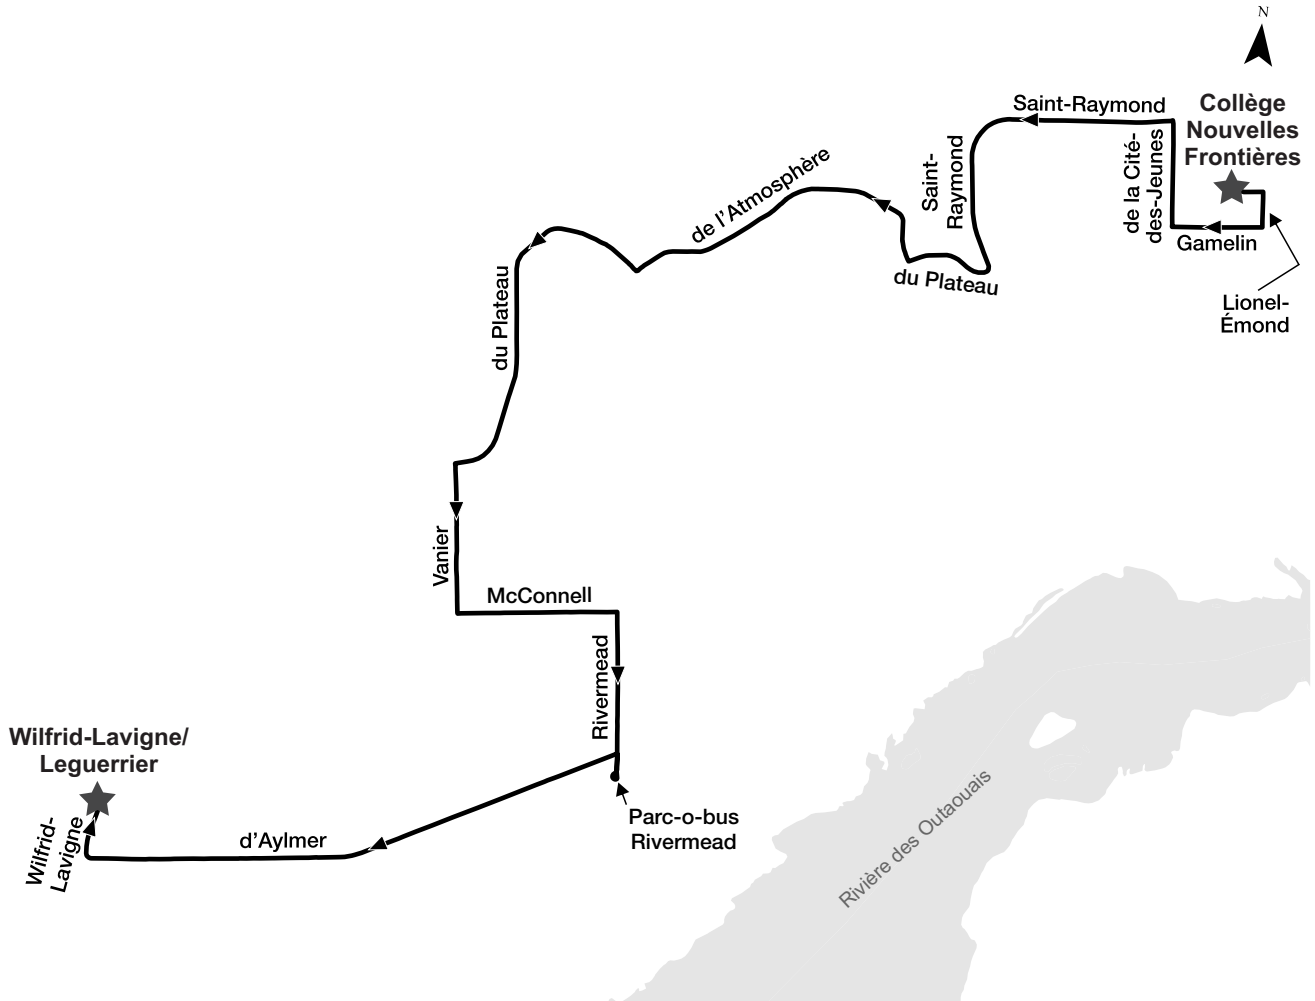 N
Saint-Raymond
Collège
Nouvelles
Frontières
de la Cité-
des-Jeunes
Saint-
Raymond
de l'Atmosphère
Gamelin
du Plateau
Lionel-
Émond
du Plateau
Vanier
McConnell
Rivermead
Wilfrid-Lavigne/
Leguerrier
Wilfrid-
Lavigne
d'Aylmer
Parc-o-bus
Rivermead
Rivière des Outaouais